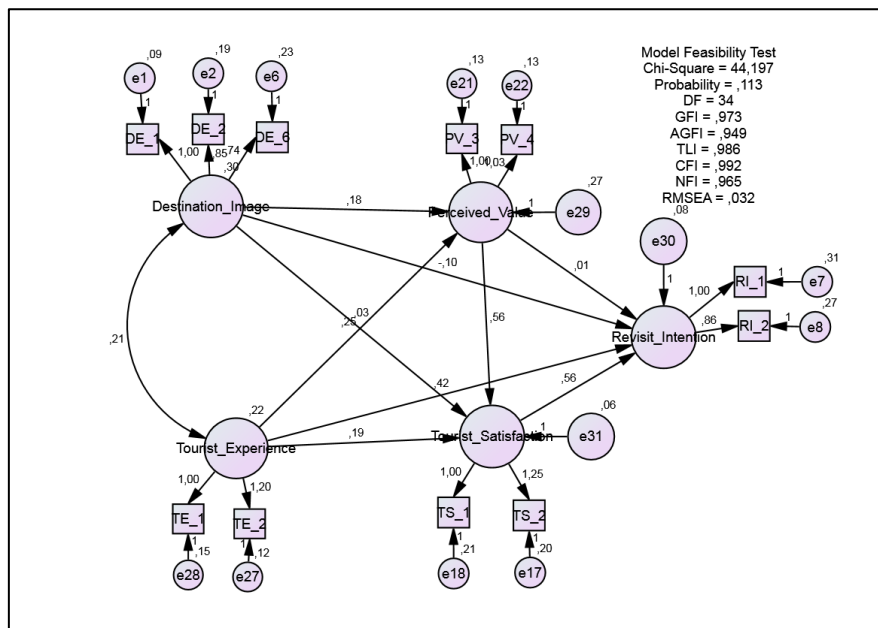 Model Feasibility Test
Chi-Square = 44,197
Probability = ,113
DF = 34
GFI = ,973
AGFI = ,949
TLI = ,986
CFI = ,992
NFI = ,965
RMSEA = ,032
,09
e1
1
DE_1
1,00
,19
e2
1
DE_2
,85
,23
e6
1
DE_6
,74
,30
Destination_Image
,13
e21
1
PV_3
1,00
,13
e22
1
PV_4
1,03
Perceived_Value
1
,27
e29
,18
-,10
,03
,25
,21
,56
,01
,08
e30
1
Revisit_Intention
1,00
RI_1
1
,31
e7
,86
RI_2
1
,27
e8
,42
,56
,19
,22
Tourist_Experience
1,00
TE_1
1
,15
e28
1,20
TE_2
1
,12
e27
Tourist_Satisfaction
1
,06
e31
1,00
TS_1
1
,21
e18
1,25
TS_2
1
,20
e17